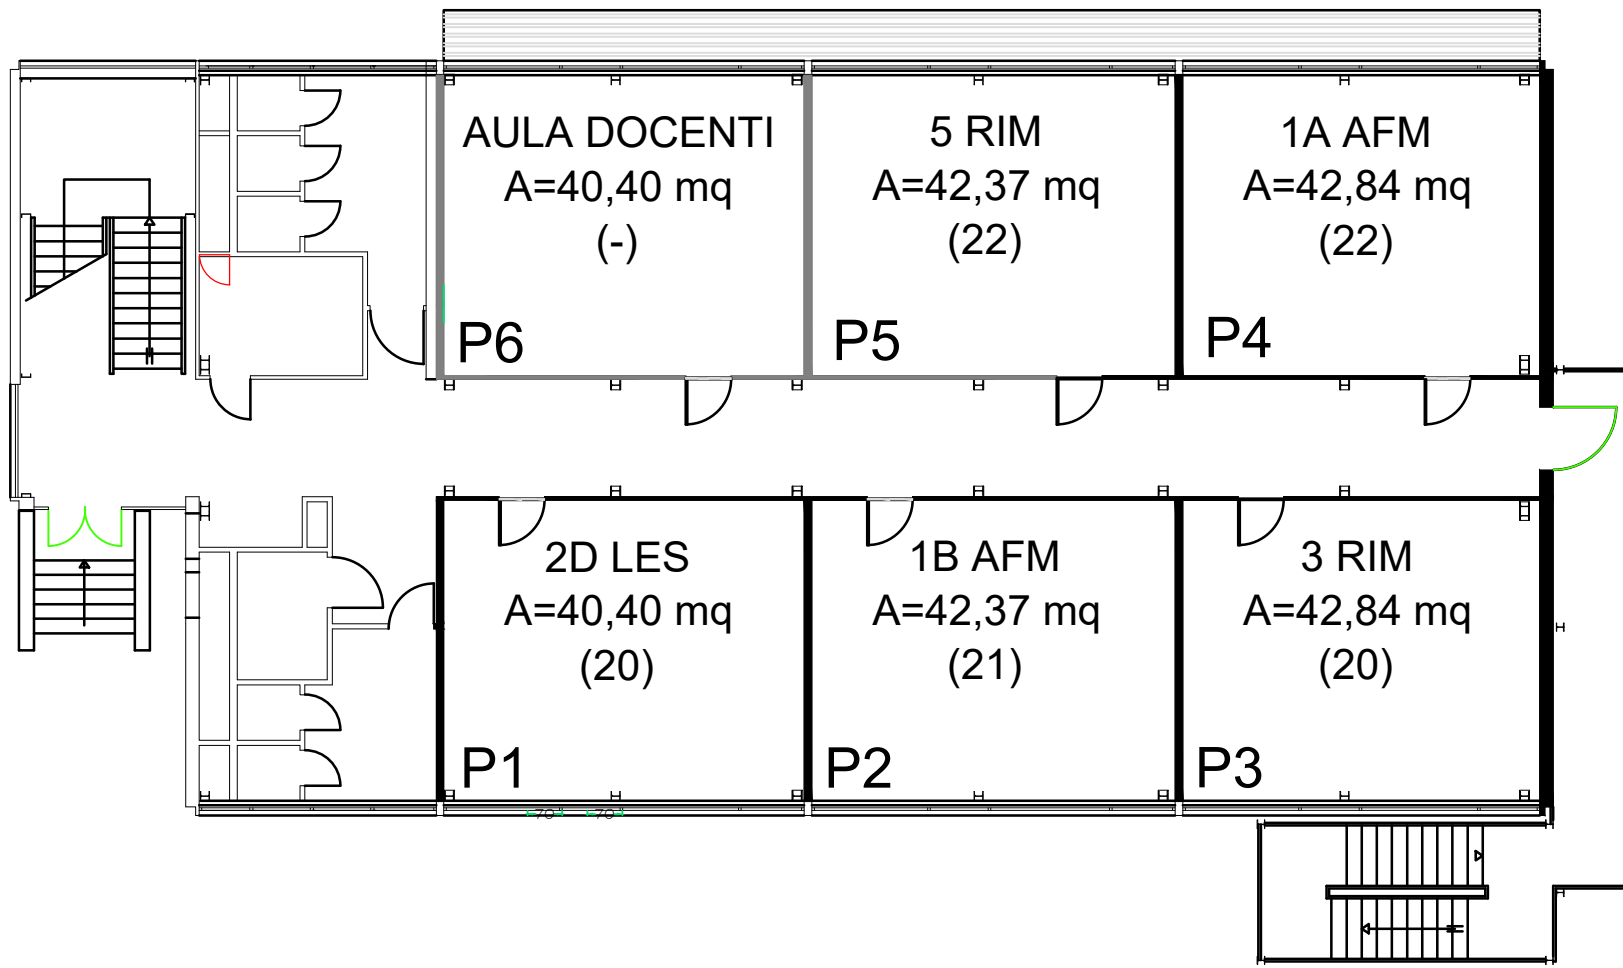 AULA DOCENTI
A=40,40 mq
(-)
P6
5 RIM
A=42,37 mq
(22)
P5
1A AFM
A=42,84 mq
(22)
P4
2D LES
A=40,40 mq
(20)
P1
1B AFM
A=42,37 mq
(21)
P2
3 RIM
A=42,84 mq
(20)
P3
70
70